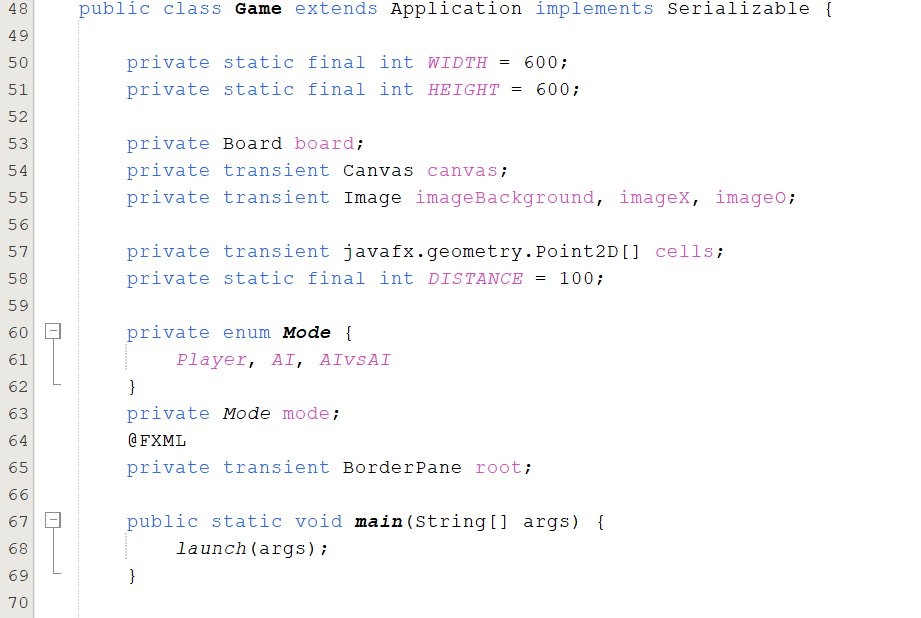 48 public class Game extends Application implements Serializable {
49
50 private static final int WIDTH = 600;
51 private static final int HEIGHT = 600;
52
53 private Board board;
54 private transient Canvas canvas;
55 private transient Image imageBackground, imageX, imageO;
56
57 private transient javafx.geometry.Point2D[] cells;
58 private static final int DISTANCE = 100;
59
60 private enum Mode {
61 Player, AI, AIvsAI
62 }
63 private Mode mode;
64 @FXML
65 private transient BorderPane root;
66
67 public static void main(String[] args) {
68 launch(args);
69 }
70